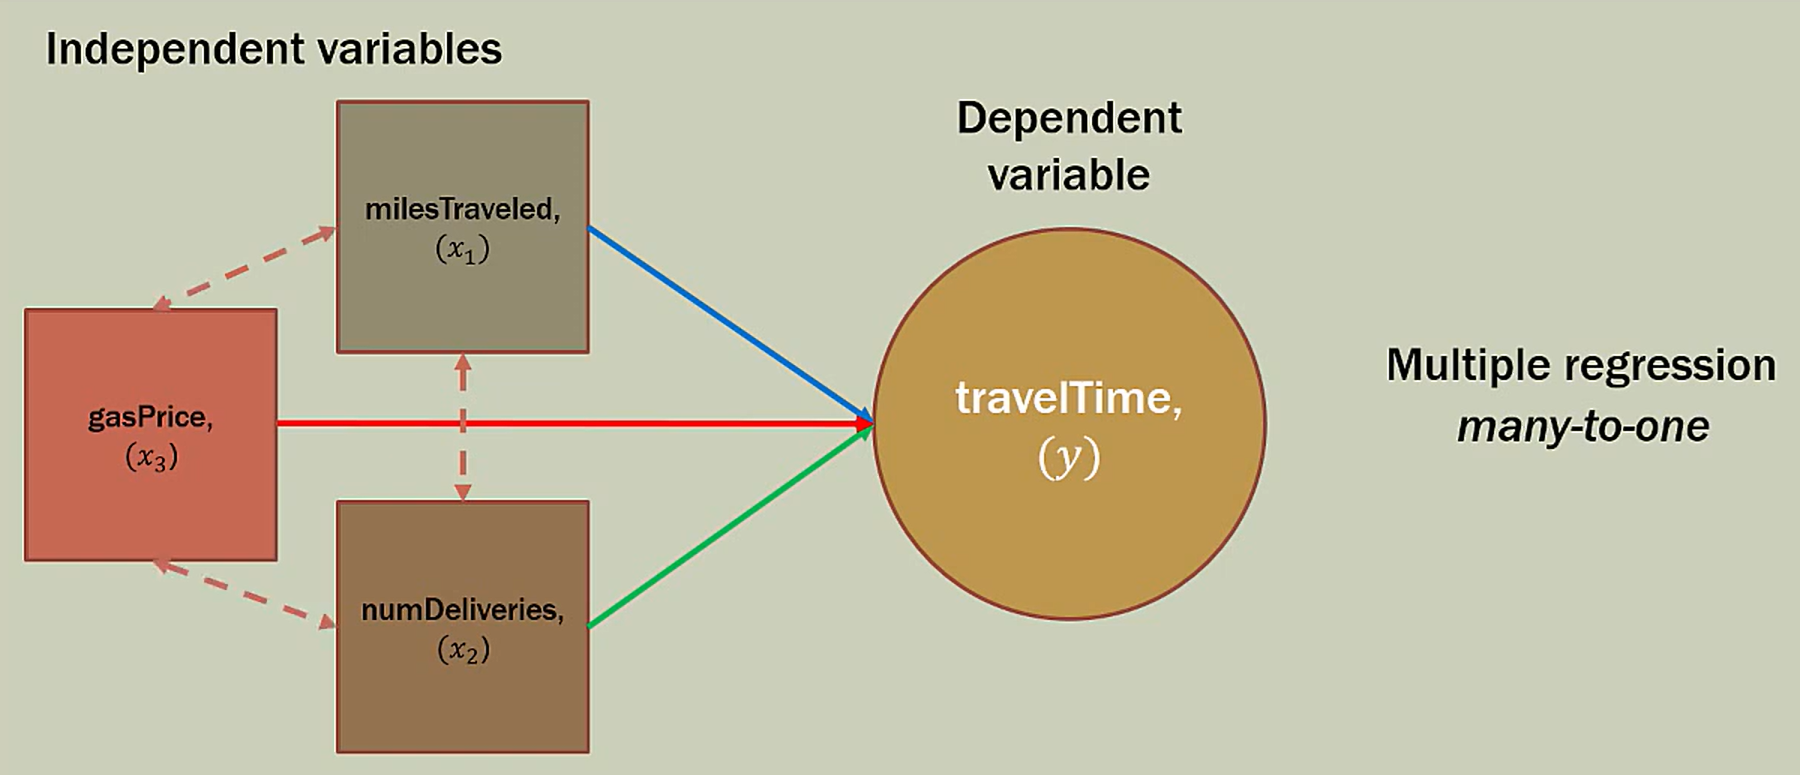 Independent variables
milesTraveled,
(x₁)
gasPrice,
(x₃)
numDeliveries,
(x₂)
Dependent
variable
travelTime,
(y)
Multiple regression
many-to-one